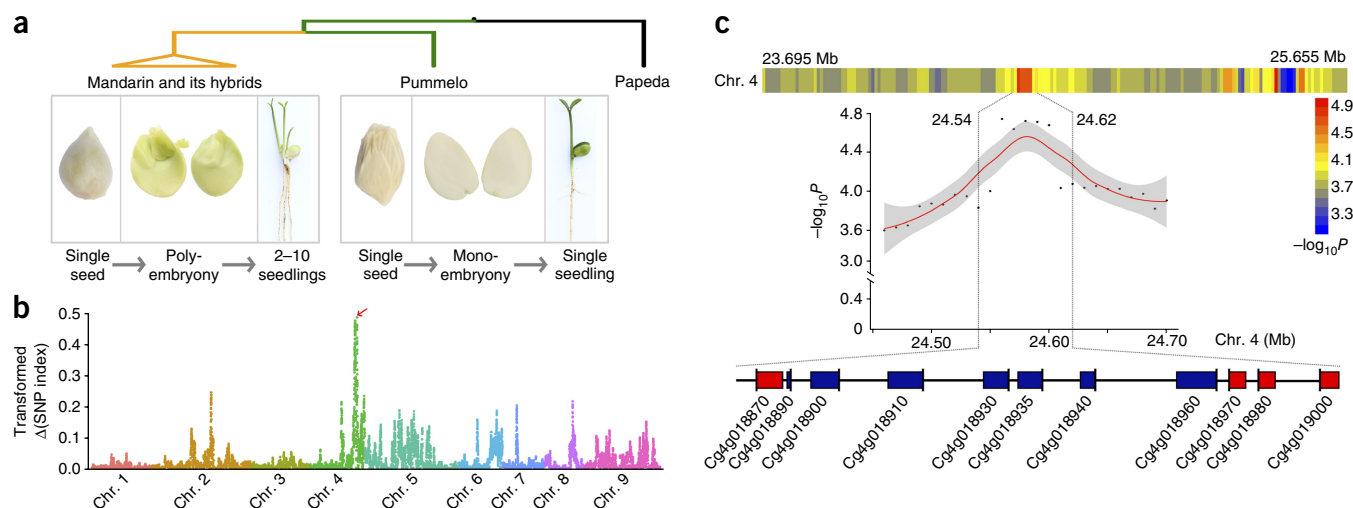 a
Mandarin and its hybrids
Pummelo
Papeda
Single
seed
Poly-
embryony
2–10
seedlings
Single
seed
Mono-
embryony
Single
seedling
b
Transformed
Δ(SNP index)
0.5
0.4
0.3
0.2
0.1
0.0
Chr. 1
Chr. 2
Chr. 3
Chr. 4
Chr. 5
Chr. 6
Chr. 7
Chr. 8
Chr. 9
c
23.695 Mb
25.655 Mb
Chr. 4
4.9
4.5
4.1
3.7
3.3
–log10P
24.54
24.62
–log10P
4.8
4.4
4.0
3.6
3.0
0.4
0
24.50
24.60
24.70
Chr. 4 (Mb)
Cg4g018870
Cg4g018890
Cg4g018900
Cg4g018910
Cg4g018930
Cg4g018935
Cg4g018940
Cg4g018960
Cg4g018970
Cg4g018980
Cg4g019000